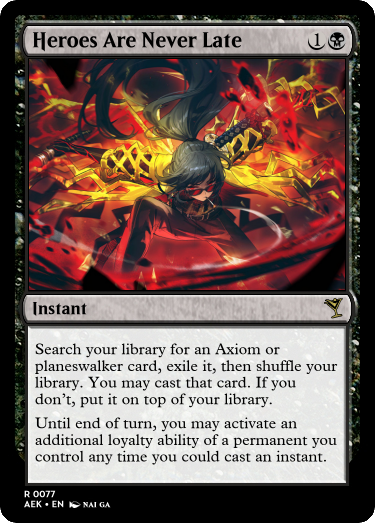 Heroes Are Never Late 1
Instant
Search your library for an Axiom or
planeswalker card, exile it, then shuffle your
library. You may cast that card. If you
don't, put it on top of your library.
Until end of turn, you may activate an
additional loyalty ability of a permanent you
control any time you could cast an instant.
R 0077
AEK • EN NAI GA